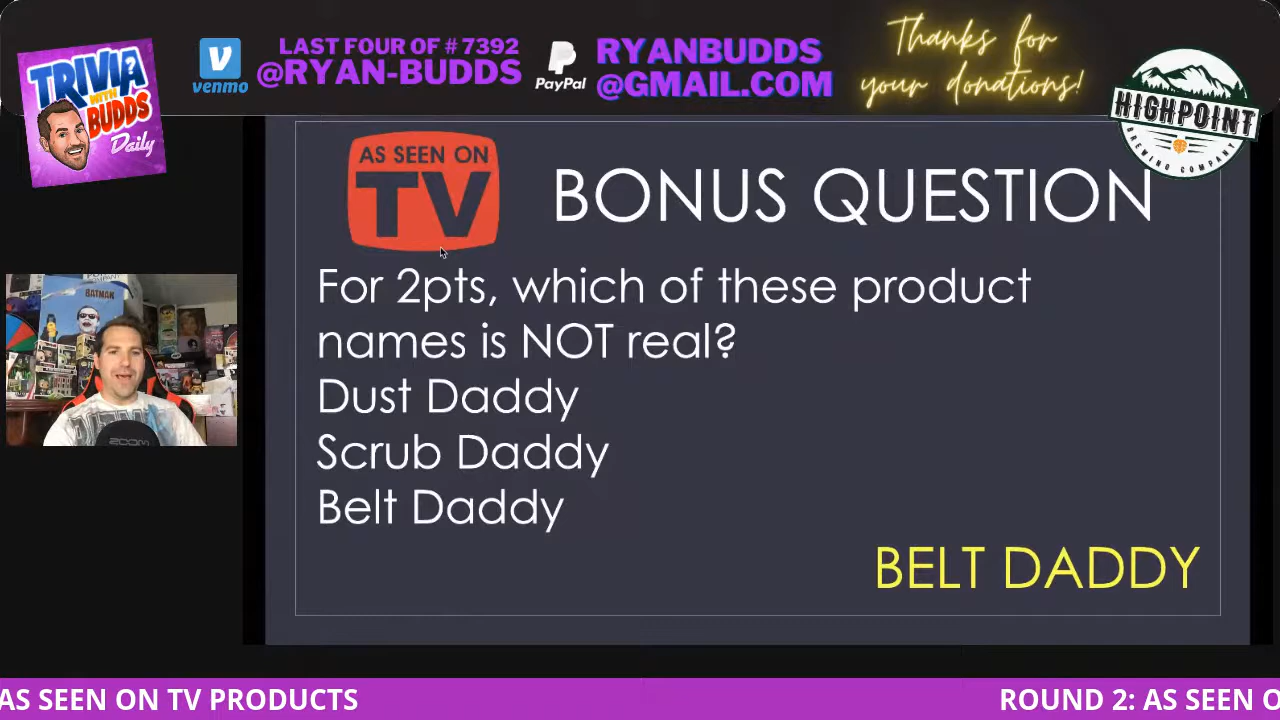 TRIVIA?
WITH
BUDDS
Daily
venmo
LAST FOUR OF # 7392
@RYAN-BUDDS
PayPal
RYANBUDDS
@GMAIL.COM
Thanks for
your donations!
HIGHPOINT
BREWING COMPANY
AS SEEN ON
TV
BONUS QUESTION
For 2pts, which of these product
names is NOT real?
Dust Daddy
Scrub Daddy
Belt Daddy
BELT DADDY
BATMAN
ZOOM
AS SEEN ON TV PRODUCTS
ROUND 2: AS SEEN O